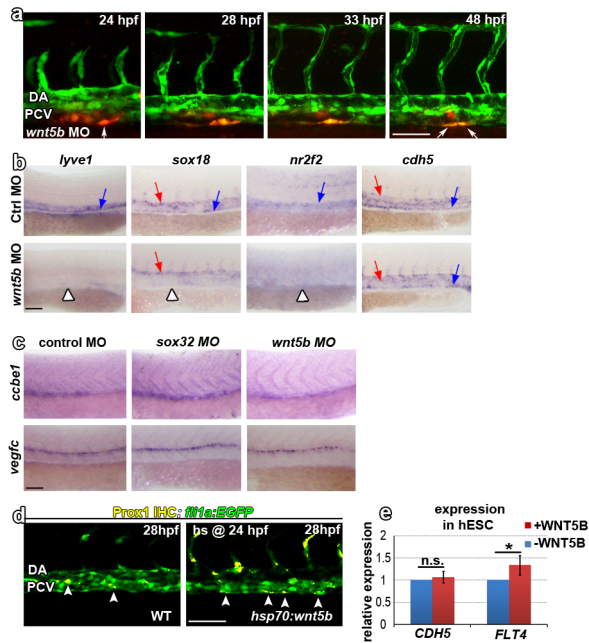 a
24 hpf
28 hpf
33 hpf
48 hpf
DA
PCV
wnt5b MO
b
lyve1
sox18
nr2f2
cdh5
Ctrl MO
wnt5b MO
c
control MO
sox32 MO
wnt5b MO
ccbe1
vegfc
d
Prox1 IHC; fli1a:EGFP
28hpf
hs @ 24 hpf
28hpf
DA
PCV
WT
hsp70:wnt5b
e
expression
in hESC
+WNT5B
-WNT5B
relative expression
2
1.5
1
0.5
0
n.s.
*
CDH5
FLT4